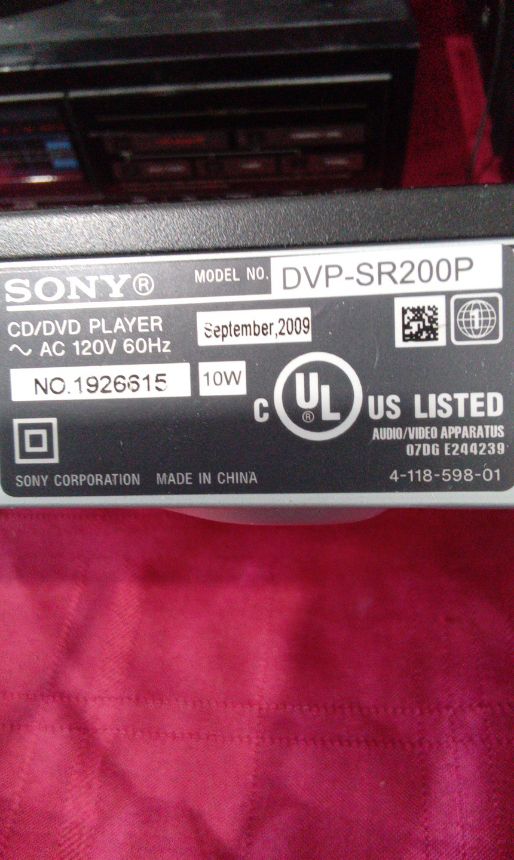 SONY® MODEL NO. DVP-SR200P
CD/DVD PLAYER
September,2009
1
~ AC 120V 60Hz
NO.1926615
10W
C UL® US LISTED
AUDIO/VIDEO APPARATUS
07DG E244239
SONY CORPORATION MADE IN CHINA
4-118-598-01